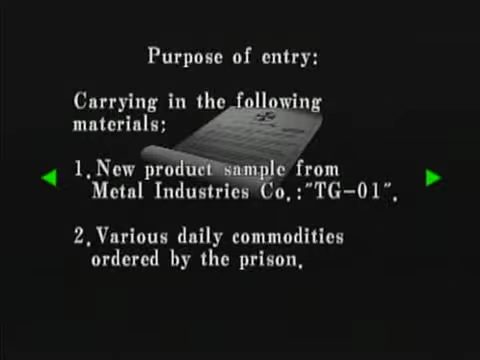 Purpose of entry:
Carrying in the following
materials;
1.New product sample from
Metal Industries Co.:"TG-01".
2.Various daily commodities
ordered by the prison.